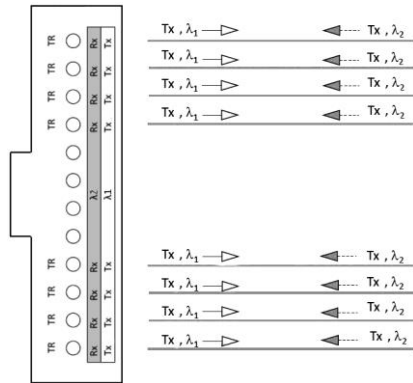 TR Rx Tx Tx , λ₁ Tx , λ₂
TR Rx Tx Tx , λ₁ Tx , λ₂
TR Rx Tx Tx , λ₁ Tx , λ₂
TR Rx Tx Tx , λ₁ Tx , λ₂
λ2 λ1
TR Rx Tx Tx , λ₁ Tx , λ₂
TR Rx Tx Tx , λ₁ Tx , λ₂
TR Rx Tx Tx , λ₁ Tx , λ₂
TR Rx Tx Tx , λ₁ Tx , λ₂